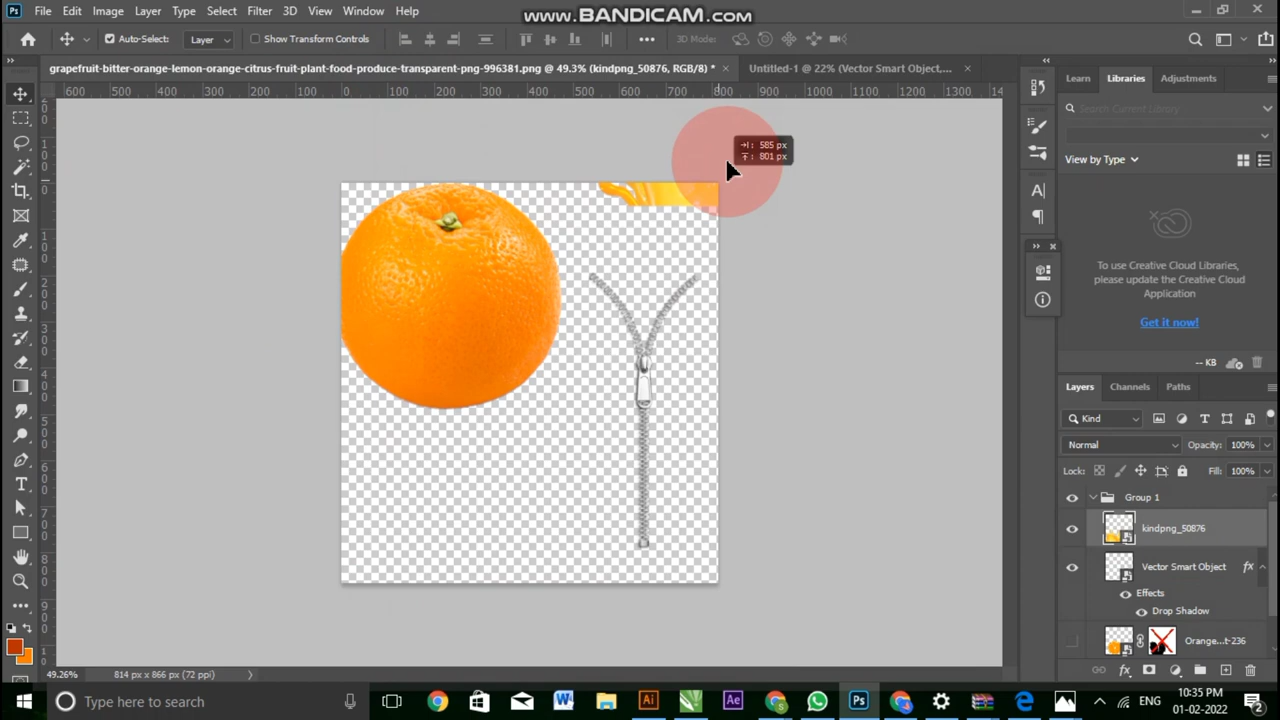 Ps File Edit Image Layer Type Select Filter 3D View Window Help
www.BANDICAM.com
Auto-Select: Layer Show Transform Controls 3D Mode:
grapefruit-bitter-orange-lemon-orange-citrus-fruit-plant-food-produce-transparent-png-996381.png @ 49.3% (kindpng_50876, RGB/8) * × Untitled-1 @ 22% (Vector Smart Object,... ×
600 500 400 300 200 100 0 100 200 300 400 500 600 700 800 900 1000 1100 1200 1300 14
585 px
801 px
Learn Libraries Adjustments
Search Current Library
View by Type
To use Creative Cloud Libraries,
please update the Creative Cloud
Application
Get it now!
-- KB
Layers Channels Paths
Kind
Normal Opacity: 100%
Lock: Fill: 100%
Group 1
kindpng_50876
Vector Smart Object fx
Effects
Drop Shadow
Orange...t-236
49.26% 814 px x 866 px (72 ppi)
Type here to search
ENG
10:35 PM
01-02-2022
2